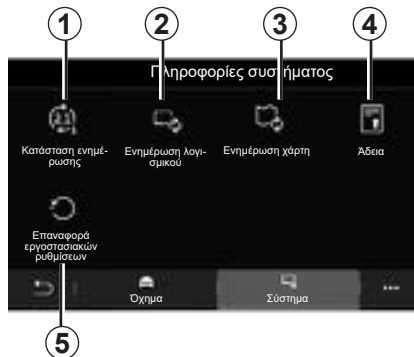 1
2
3
4
Πληροφορίες συστήματος
Κατάσταση ενημέ-
ρωσης
Ενημέρωση λογι-
σμικού
Ενημέρωση χάρτη
Άδεια
Επαναφορά
εργοστασιακών
ρυθμίσεων
Όχημα
Σύστημα
5